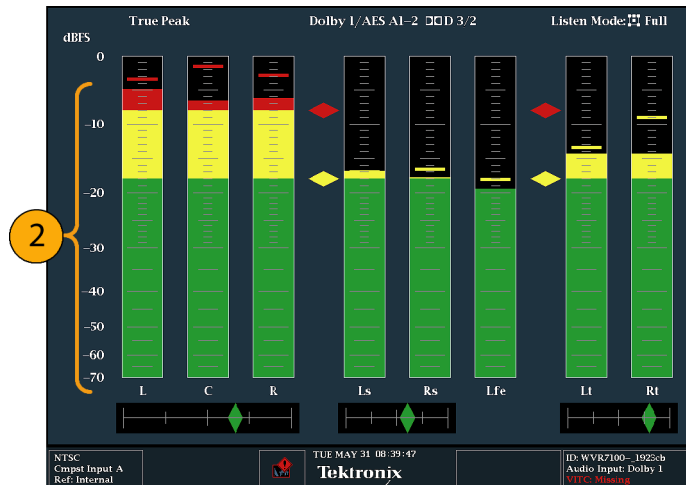 True Peak
Dolby 1/AES A1-2 D 3/2
Listen Mode: Full
dBFS
0
-10
-20
-30
-40
-50
-60
-70
2
L
C
R
Ls
Rs
Lfe
Lt
Rt
NTSC
Cmpst Input A
Ref: Internal
TUE MAY 31 08:39:47
Tektronix
ID: WVR7100-_1923cb
Audio Input: Dolby 1
VITC: Missing